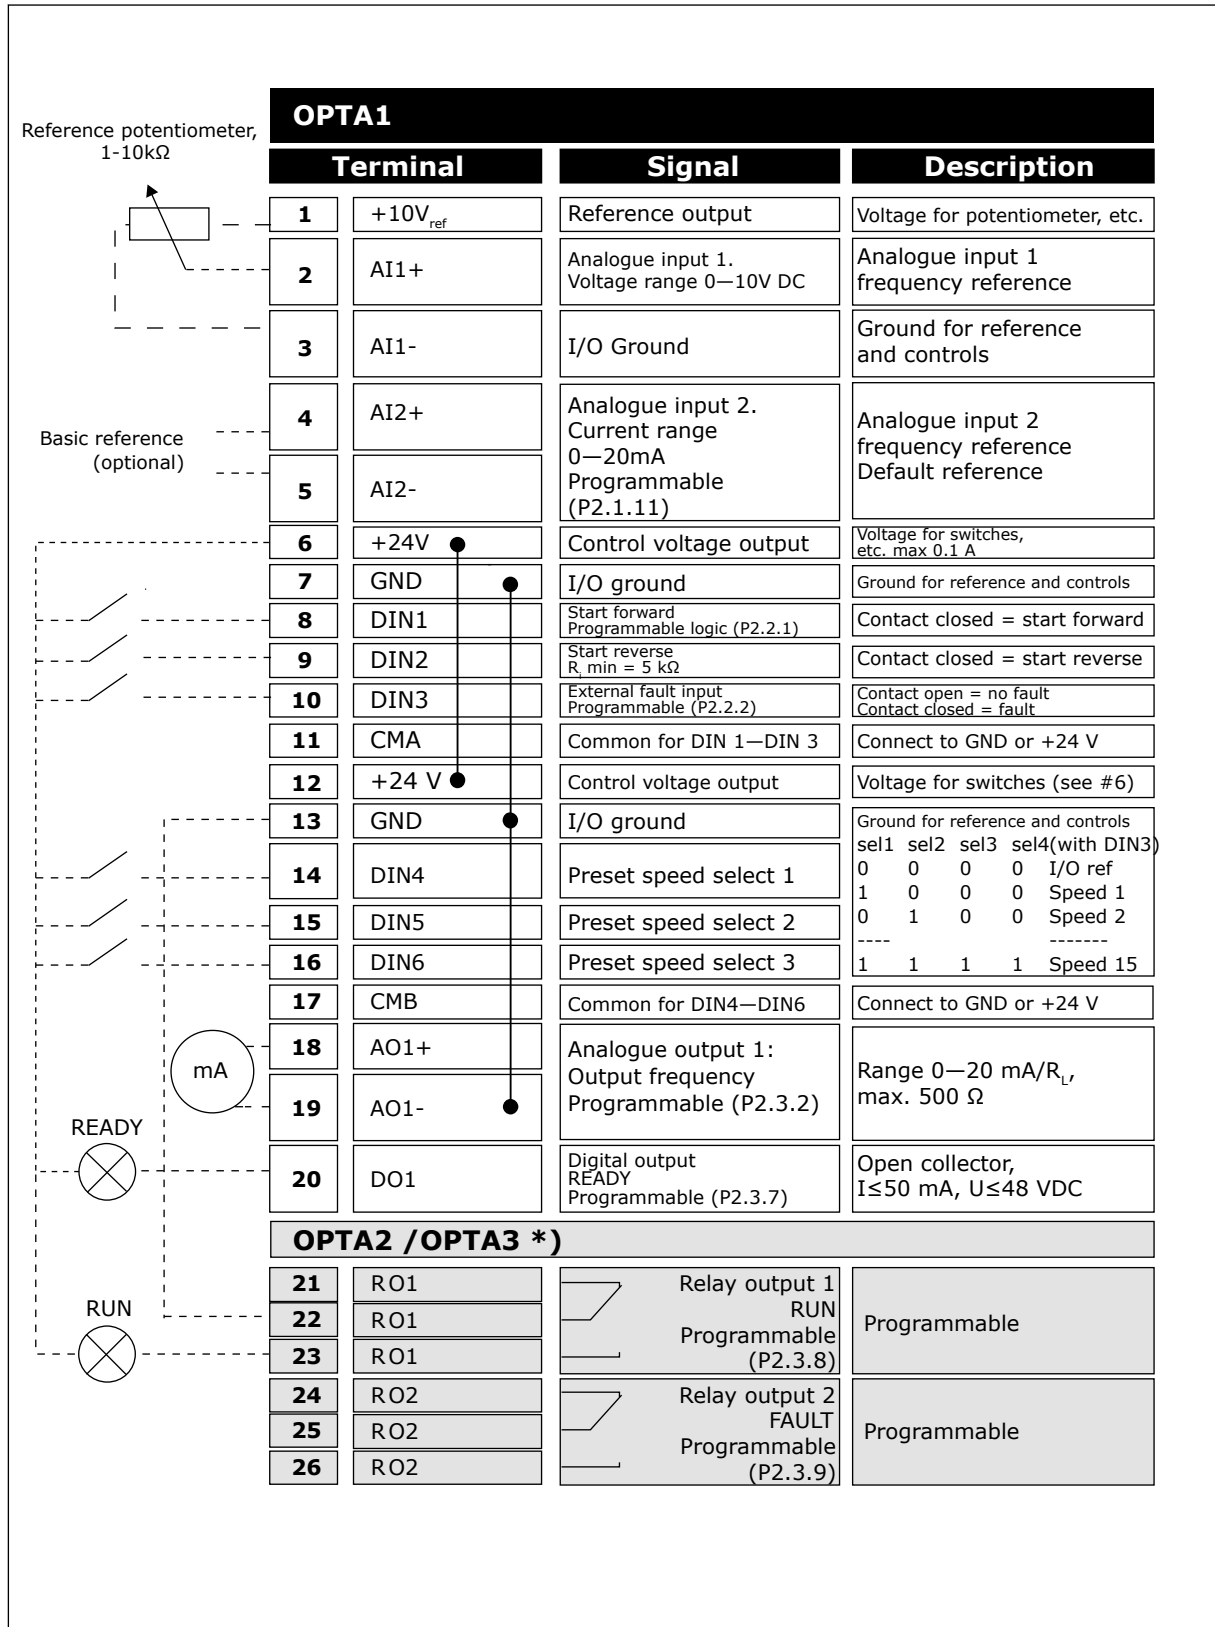 OPTA1
Reference potentiometer,
1-10kΩ
Terminal Signal Description
1 +10Vref Reference output Voltage for potentiometer, etc.
2 AI1+ Analogue input 1.
Voltage range 0—10V DC
Analogue input 1
frequency reference
3 AI1- I/O Ground
Ground for reference
and controls
Basic reference
(optional)
4 AI2+
5 AI2-
Analogue input 2.
Current range
0—20mA
Programmable
(P2.1.11)
Analogue input 2
frequency reference
Default reference
6 +24V Control voltage output
Voltage for switches,
etc. max 0.1 A
7 GND I/O ground Ground for reference and controls
8 DIN1
Start forward
Programmable logic (P2.2.1)
Contact closed = start forward
9 DIN2
Start reverse
Ri min = 5 kΩ
Contact closed = start reverse
10 DIN3
External fault input
Programmable (P2.2.2)
Contact open = no fault
Contact closed = fault
11 CMA Common for DIN 1—DIN 3 Connect to GND or +24 V
12 +24 V Control voltage output Voltage for switches (see #6)
13 GND I/O ground Ground for reference and controls
sel1 sel2 sel3 sel4(with DIN3)
0 0 0 0 I/O ref
1 0 0 0 Speed 1
0 1 0 0 Speed 2
---- -------
1 1 1 1 Speed 15
14 DIN4 Preset speed select 1
15 DIN5 Preset speed select 2
16 DIN6 Preset speed select 3
17 CMB Common for DIN4—DIN6 Connect to GND or +24 V
mA
18 AO1+
19 AO1-
Analogue output 1:
Output frequency
Programmable (P2.3.2)
Range 0—20 mA/RL,
max. 500 Ω
READY
20 DO1
Digital output
READY
Programmable (P2.3.7)
Open collector,
I≤50 mA, U≤48 VDC
OPTA2 /OPTA3 *)
RUN
21 RO1
22 RO1
23 RO1
Relay output 1
RUN
Programmable
(P2.3.8)
Programmable
24 RO2
25 RO2
26 RO2
Relay output 2
FAULT
Programmable
(P2.3.9)
Programmable